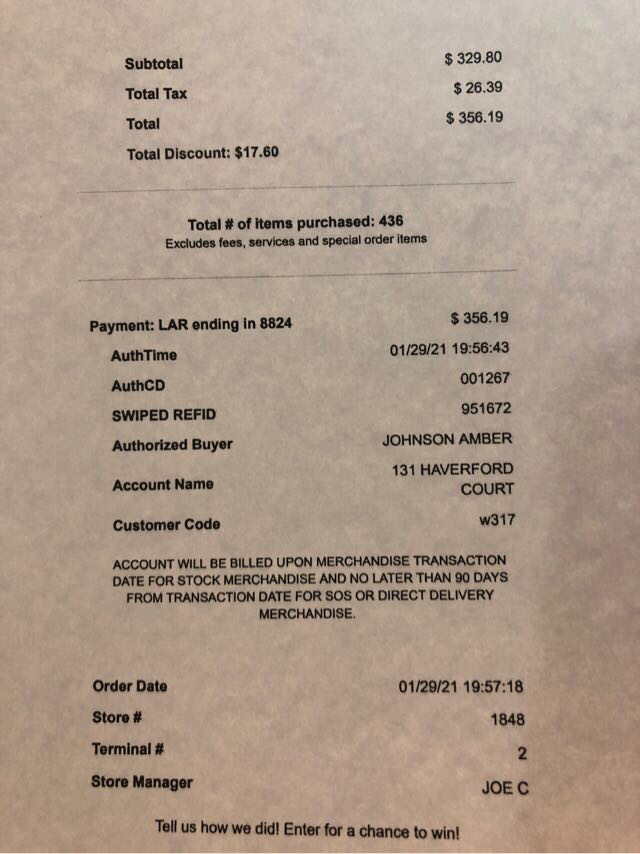 Subtotal $ 329.80
Total Tax $ 26.39
Total $ 356.19
Total Discount: $17.60
Total # of items purchased: 436
Excludes fees, services and special order items
Payment: LAR ending in 8824 $ 356.19
AuthTime 01/29/21 19:56:43
AuthCD 001267
SWIPED REFID 951672
Authorized Buyer JOHNSON AMBER
Account Name 131 HAVERFORD
COURT
Customer Code w317
ACCOUNT WILL BE BILLED UPON MERCHANDISE TRANSACTION
DATE FOR STOCK MERCHANDISE AND NO LATER THAN 90 DAYS
FROM TRANSACTION DATE FOR SOS OR DIRECT DELIVERY
MERCHANDISE.
Order Date 01/29/21 19:57:18
Store # 1848
Terminal # 2
Store Manager JOE C
Tell us how we did! Enter for a chance to win!